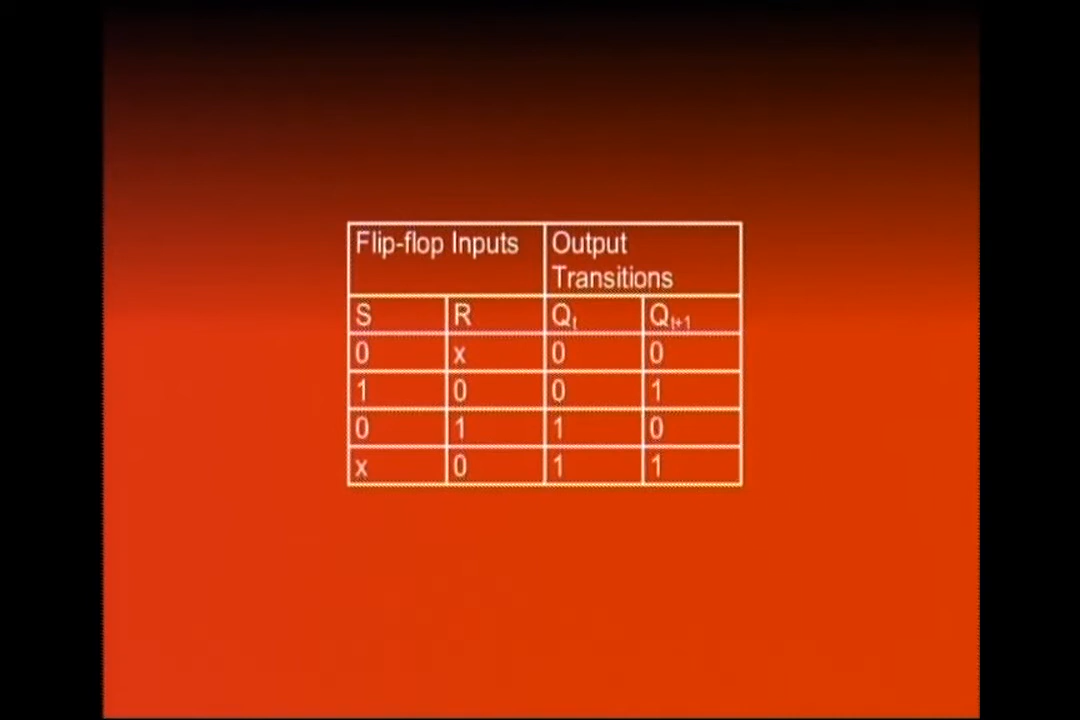 Flip-flop Inputs Output
Transitions
S R Qt Qt+1
0 x 0 0
1 0 0 1
0 1 1 0
x 0 1 1